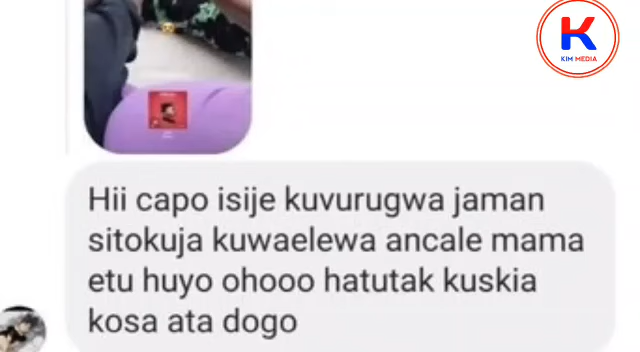 K
KIM MEDIA
Hii capo isije kuvurugwa jaman
sitokuja kuwaelewa ancale mama
etu huyo ohooo hatutak kuskia
kosa ata dogo